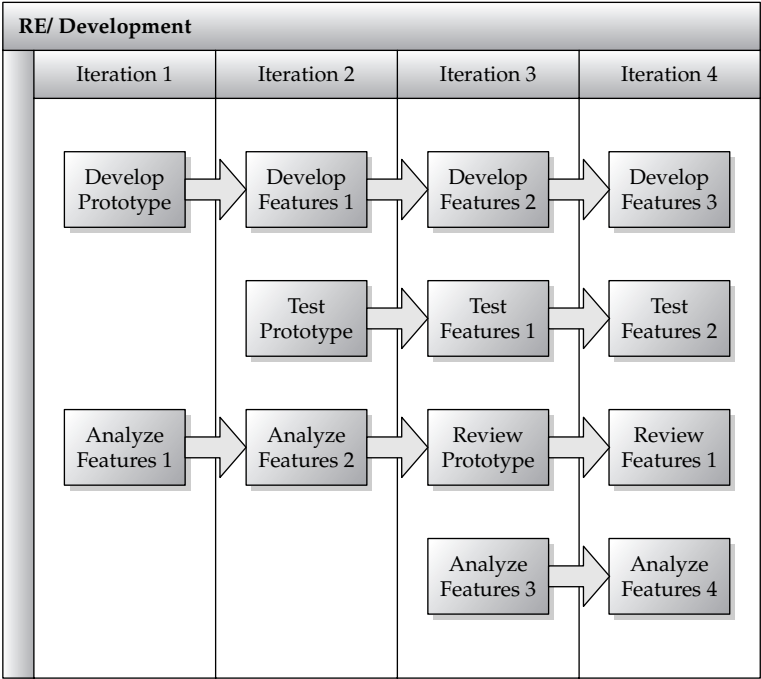 RE/ Development
Iteration 1
Iteration 2
Iteration 3
Iteration 4
Develop
Prototype
Develop
Features 1
Develop
Features 2
Develop
Features 3
Test
Prototype
Test
Features 1
Test
Features 2
Analyze
Features 1
Analyze
Features 2
Review
Prototype
Review
Features 1
Analyze
Features 3
Analyze
Features 4